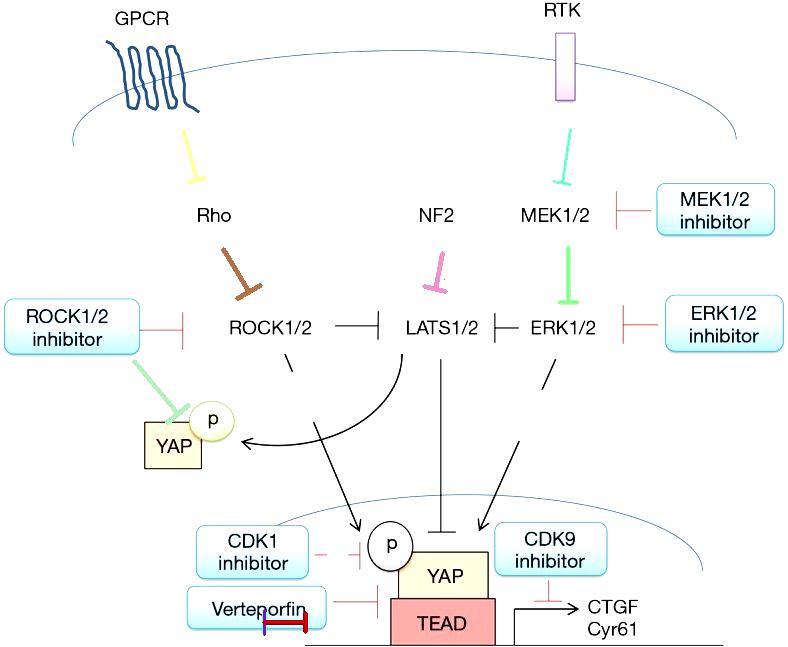 GPCR
RTK
Rho
NF2
MEK1/2
MEK1/2
inhibitor
ROCK1/2
inhibitor
ROCK1/2
LATS1/2
ERK1/2
ERK1/2
inhibitor
YAP
p
CDK1
inhibitor
p
YAP
CDK9
inhibitor
Verteporfin
TEAD
CTGF
Cyr61